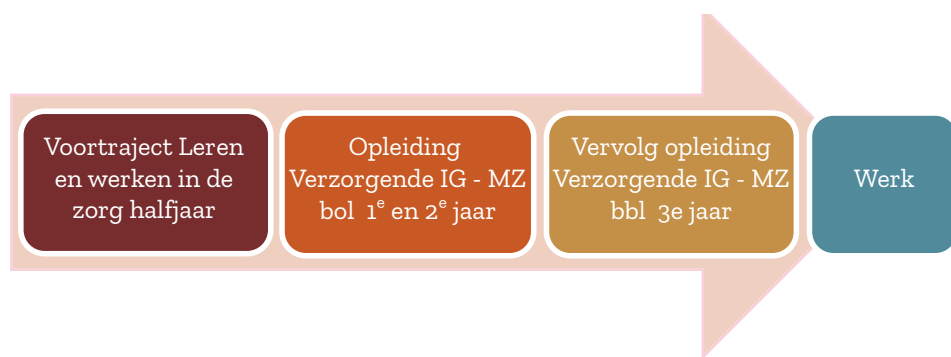 Voortraject Leren
en werken in de
zorg halfjaar
Opleiding
Verzorgende IG - MZ
bol 1e en 2e jaar
Vervolg opleiding
Verzorgende IG - MZ
bbl 3e jaar
Werk